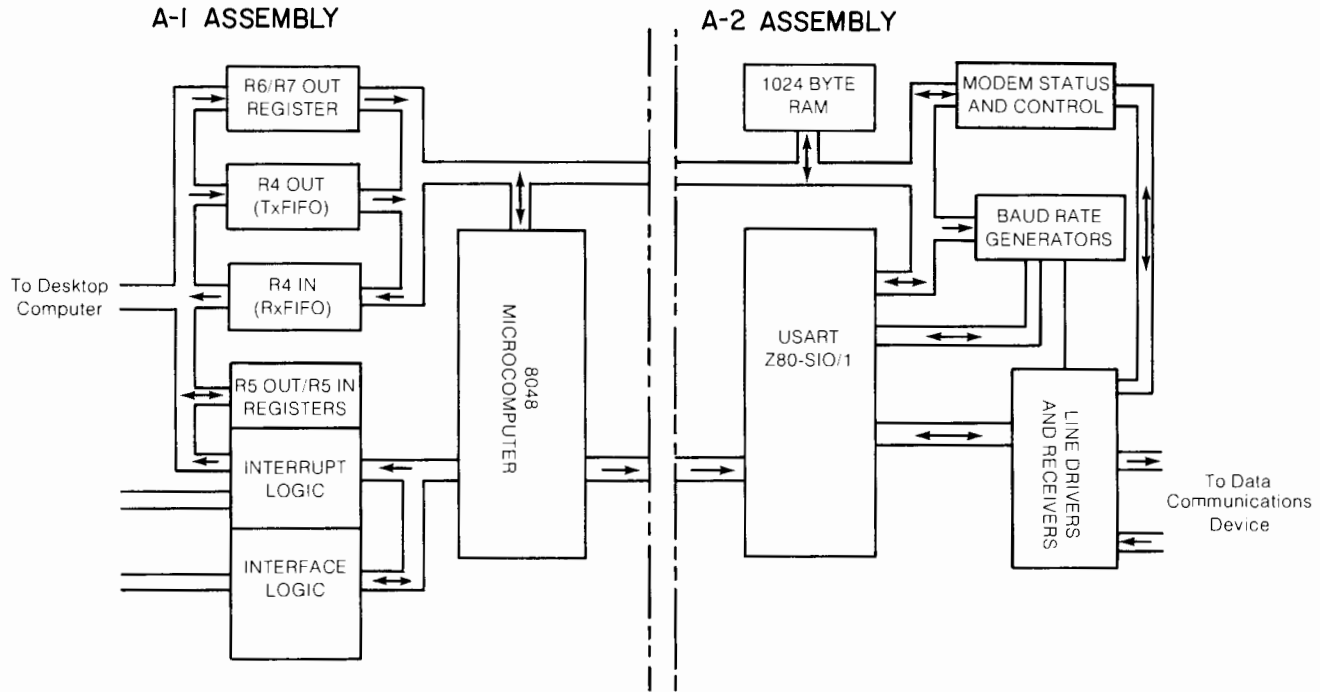 A-1 ASSEMBLY
A-2 ASSEMBLY
R6/R7 OUT
REGISTER
R4 OUT
(TxFIFO)
R4 IN
(RxFIFO)
To Desktop
Computer
R5 OUT/R5 IN
REGISTERS
INTERRUPT
LOGIC
INTERFACE
LOGIC
8048
MICROCOMPUTER
1024 BYTE
RAM
MODEM STATUS
AND CONTROL
BAUD RATE
GENERATORS
USART
Z80-SIO/1
LINE DRIVERS
AND RECEIVERS
To Data
Communications
Device